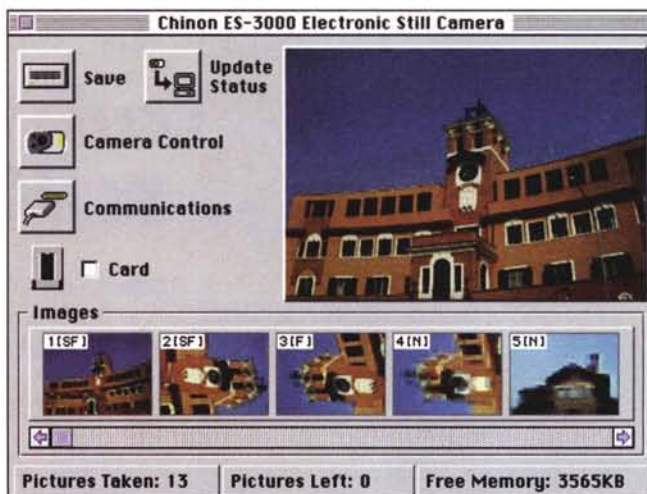 Chinon ES-3000 Electronic Still Camera
Save
Update
Status
Camera Control
Communications
Card
Images
1[SF]
2[SF]
3[F]
4[N]
5[N]
Pictures Taken: 13
Pictures Left: 0
Free Memory: 3565KB